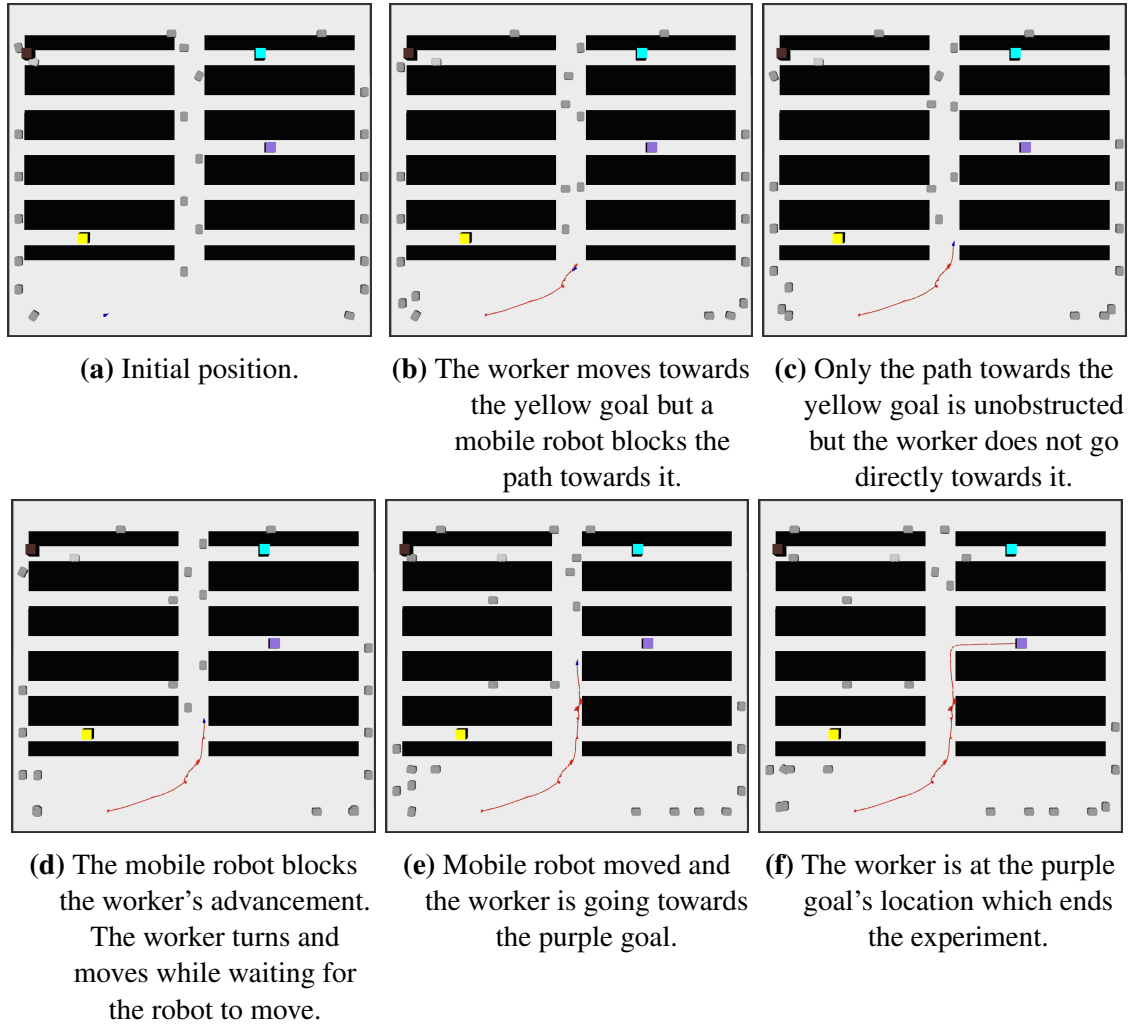 (a) Initial position.
(b) The worker moves towards
the yellow goal but a
mobile robot blocks the
path towards it.
(c) Only the path towards the
yellow goal is unobstructed
but the worker does not go
directly towards it.
(d) The mobile robot blocks
the worker's advancement.
The worker turns and
moves while waiting for
the robot to move.
(e) Mobile robot moved and
the worker is going towards
the purple goal.
(f) The worker is at the purple
goal's location which ends
the experiment.